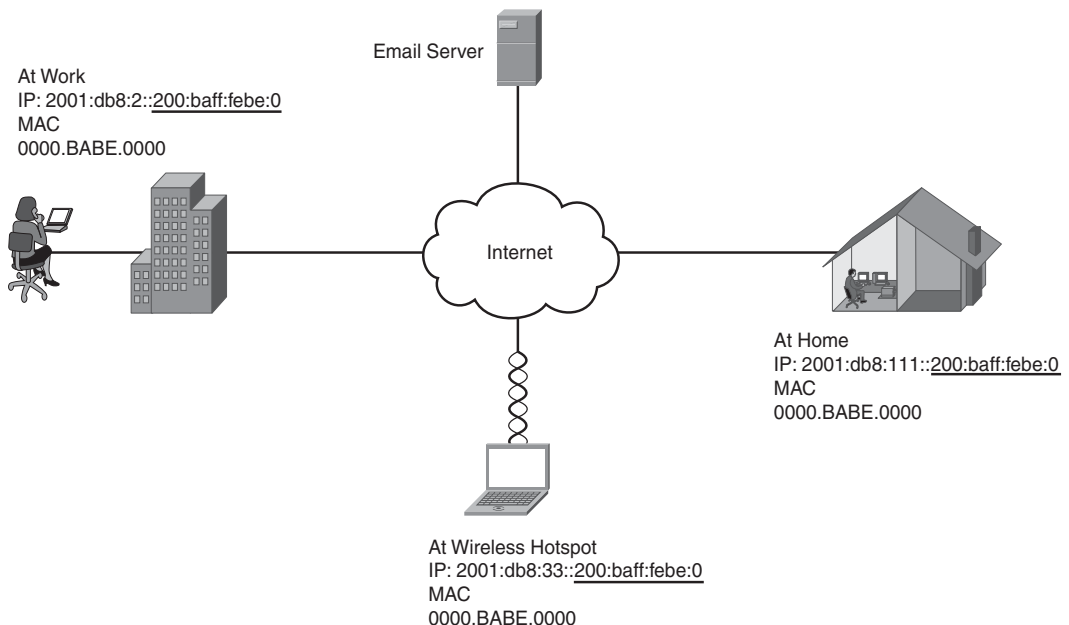 Email Server
At Work
IP: 2001:db8:2::200:baff:febe:0
MAC
0000.BABE.0000
Internet
At Home
IP: 2001:db8:111::200:baff:febe:0
MAC
0000.BABE.0000
At Wireless Hotspot
IP: 2001:db8:33::200:baff:febe:0
MAC
0000.BABE.0000